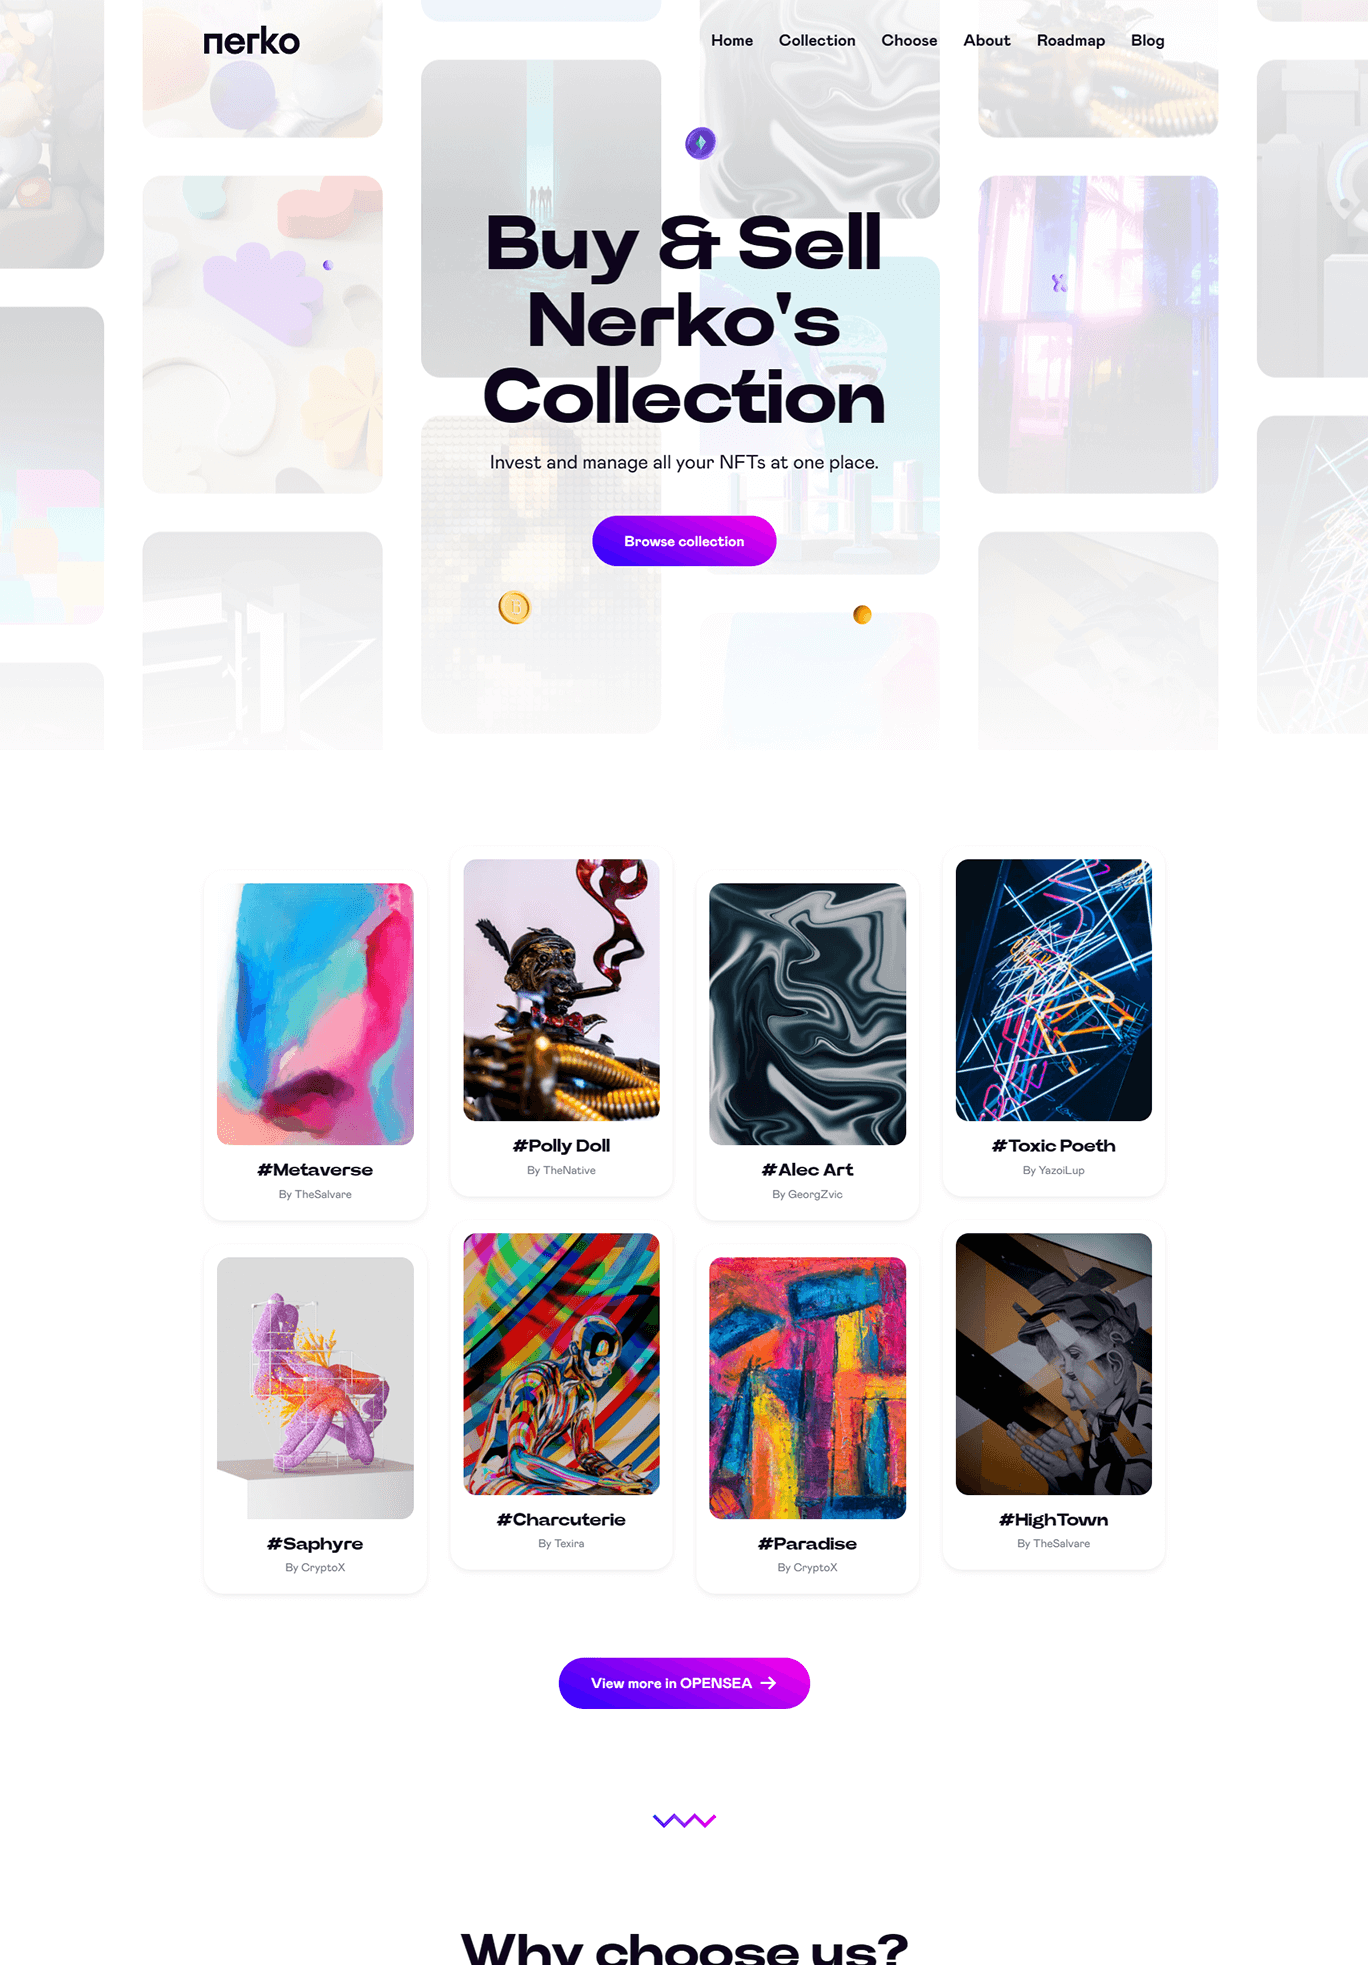 nerko
Home Collection Choose About Roadmap Blog
Buy & Sell
Nerko's
Collection
Invest and manage all your NFTs at one place.
Browse collection
#Metaverse
By TheSalvare
#Polly Doll
By TheNative
#Alec Art
By GeorgZvic
#Toxic Poeth
By YazoiLup
#Saphyre
By CryptoX
#Charcuterie
By Texira
#Paradise
By CryptoX
#HighTown
By TheSalvare
View more in OPENSEA →
Why choose us?